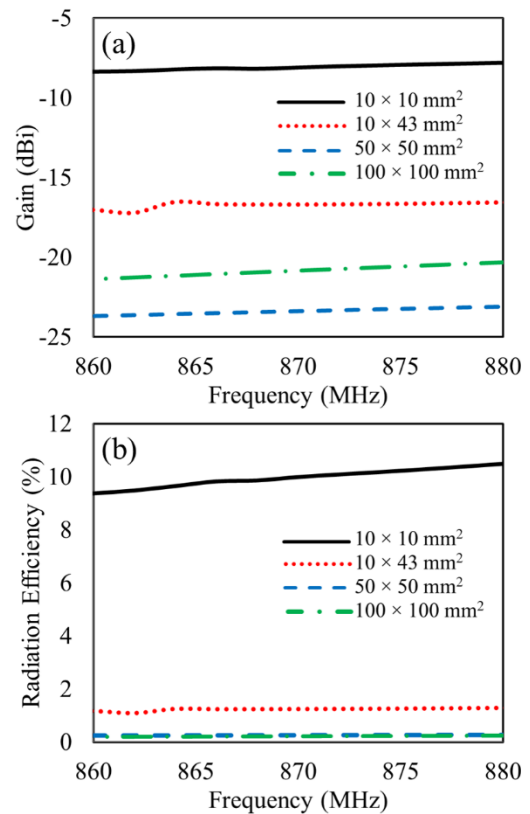 (a)
Gain (dBi)
-5
-10
-15
-20
-25
10 × 10 mm²
10 × 43 mm²
50 × 50 mm²
100 × 100 mm²
860 865 870 875 880
Frequency (MHz)
(b)
Radiation Efficiency (%)
12
10
8
6
4
2
0
10 × 10 mm²
10 × 43 mm²
50 × 50 mm²
100 × 100 mm²
860 865 870 875 880
Frequency (MHz)